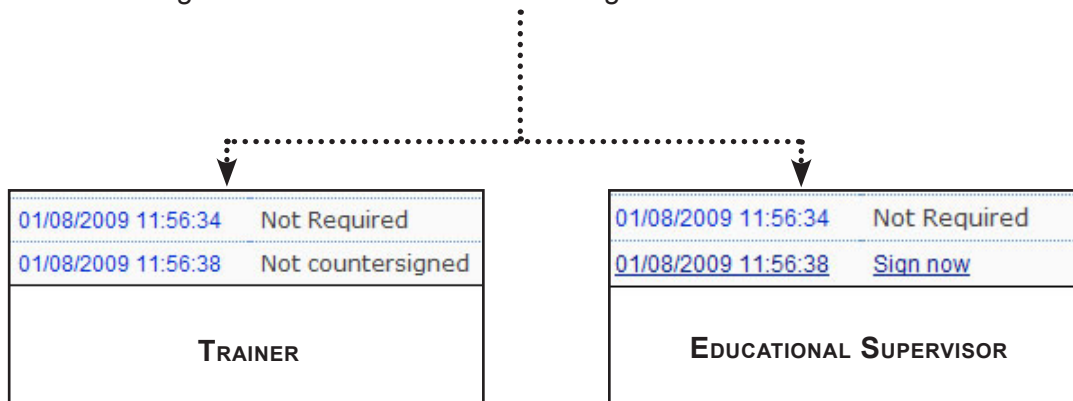 01/08/2009 11:56:34 Not Required
01/08/2009 11:56:38 Not countersigned
TRAINER
01/08/2009 11:56:34 Not Required
01/08/2009 11:56:38 Sign now
EDUCATIONAL SUPERVISOR